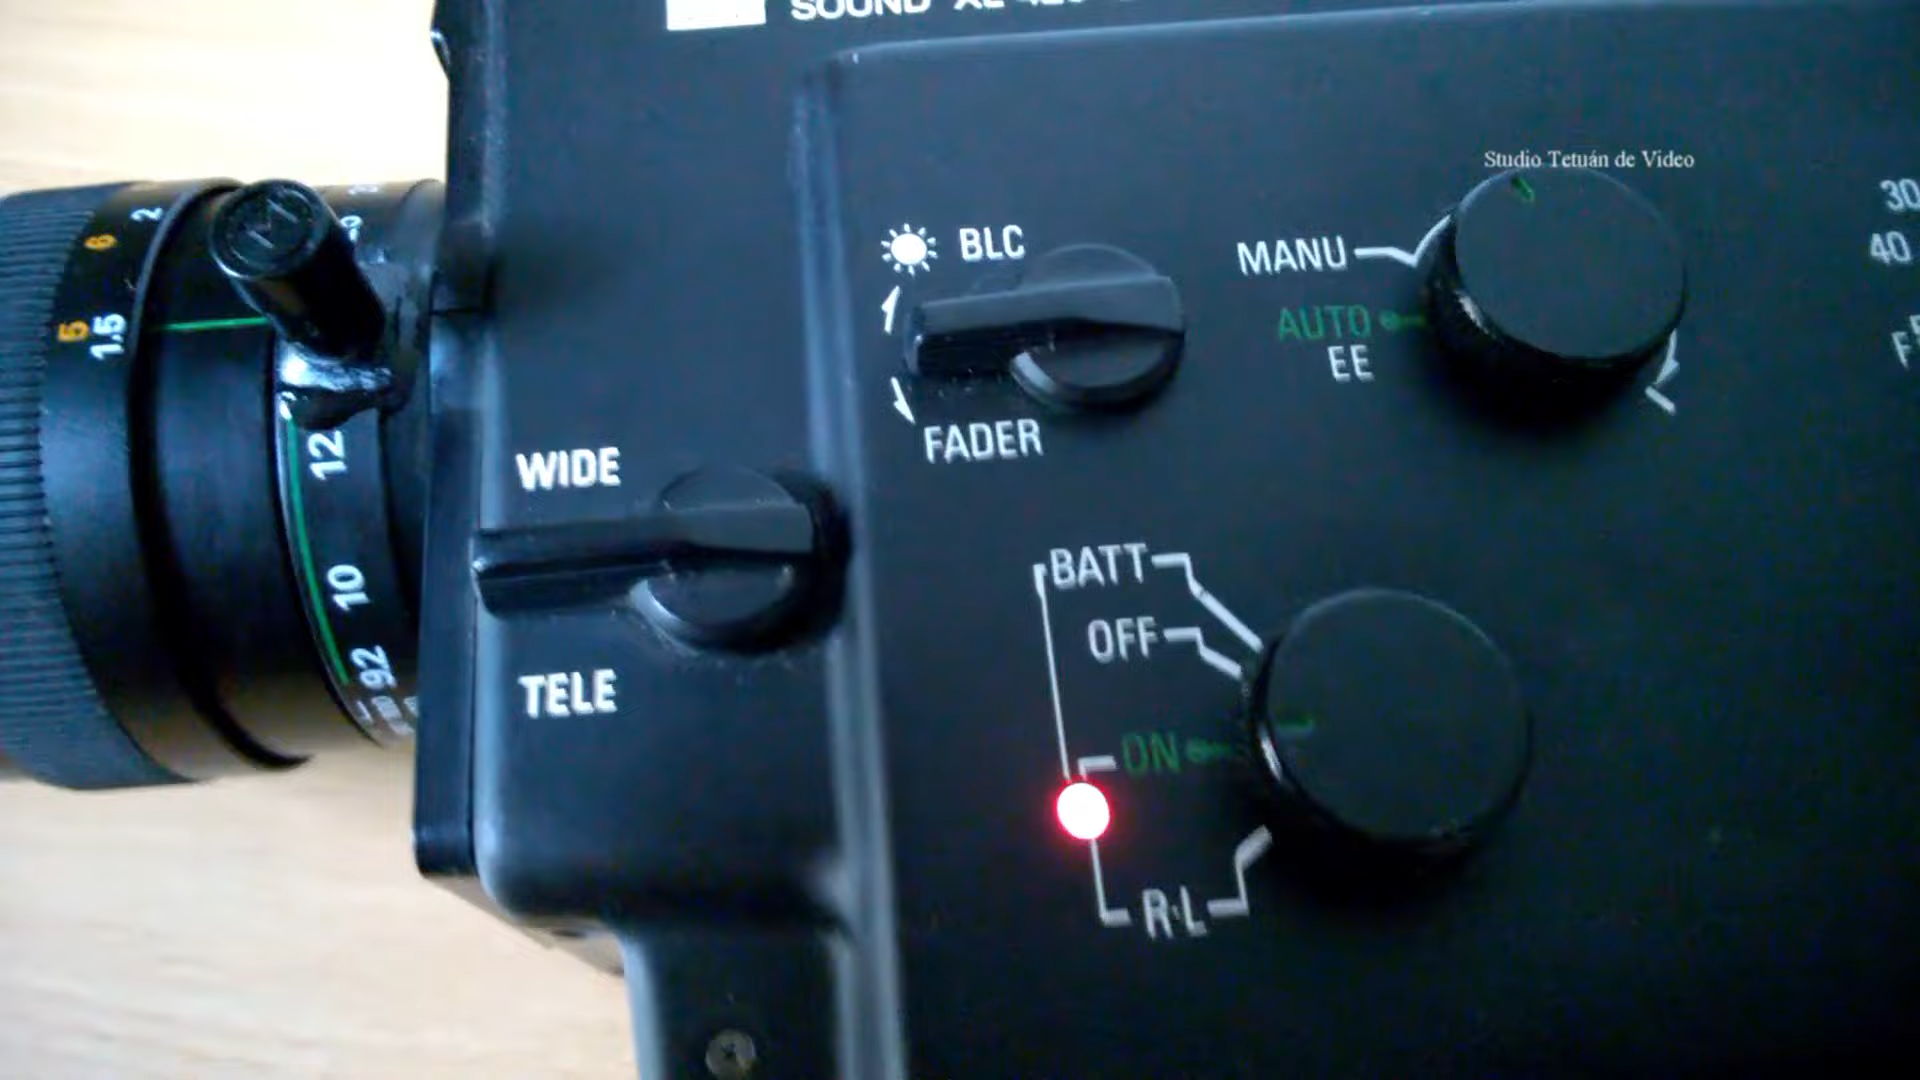 SOUND XL
Studio Tetuán de Video
BLC
MANU
AUTO
EE
FADER
30
40
2
6
5
1.5
M
12
10
92
WIDE
TELE
BATT
OFF
ON
R·L